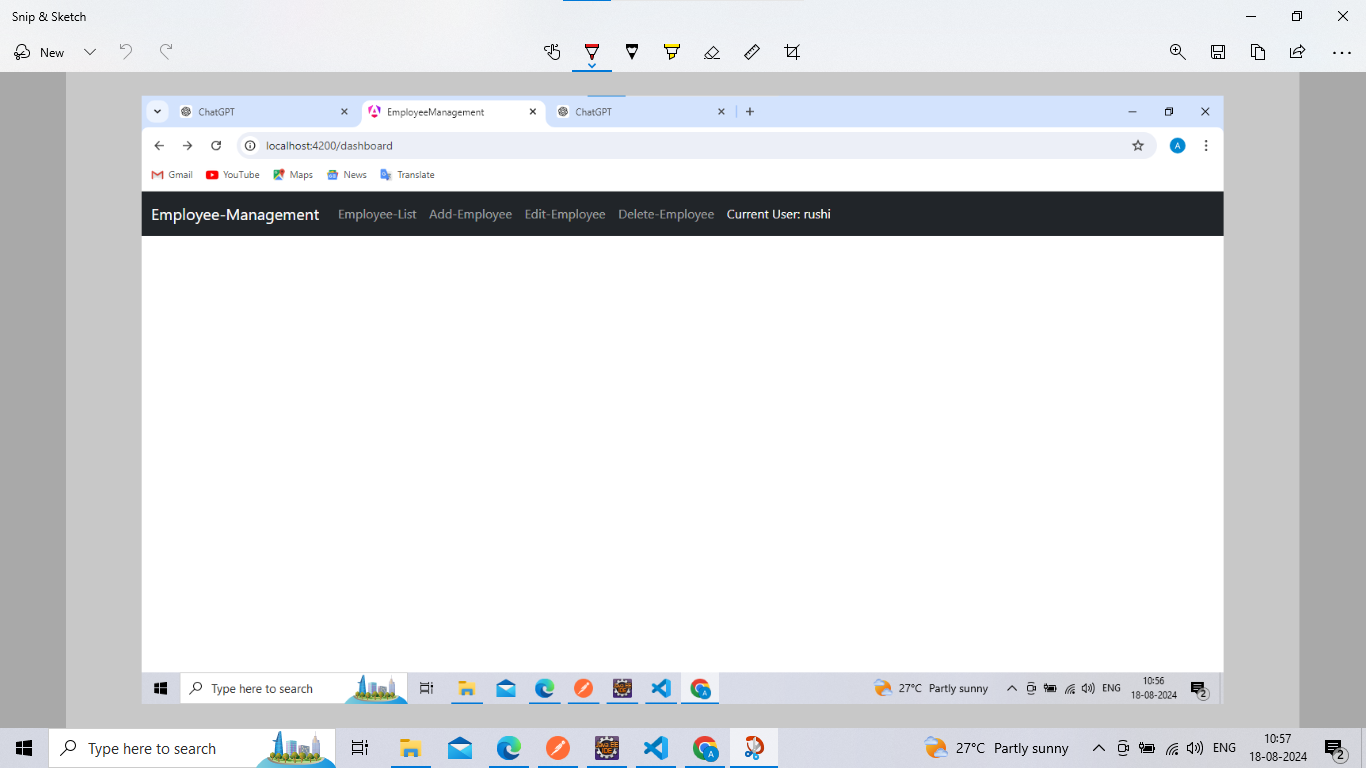 Snip & Sketch
New
ChatGPT
EmployeeManagement
ChatGPT
localhost:4200/dashboard
A
Gmail
YouTube
Maps
News
Translate
Employee-Management
Employee-List
Add-Employee
Edit-Employee
Delete-Employee
Current User: rushi
Type here to search
A
27°C Partly sunny
ENG
10:56
18-08-2024
2
Type here to search
A
27°C Partly sunny
ENG
10:57
18-08-2024
2